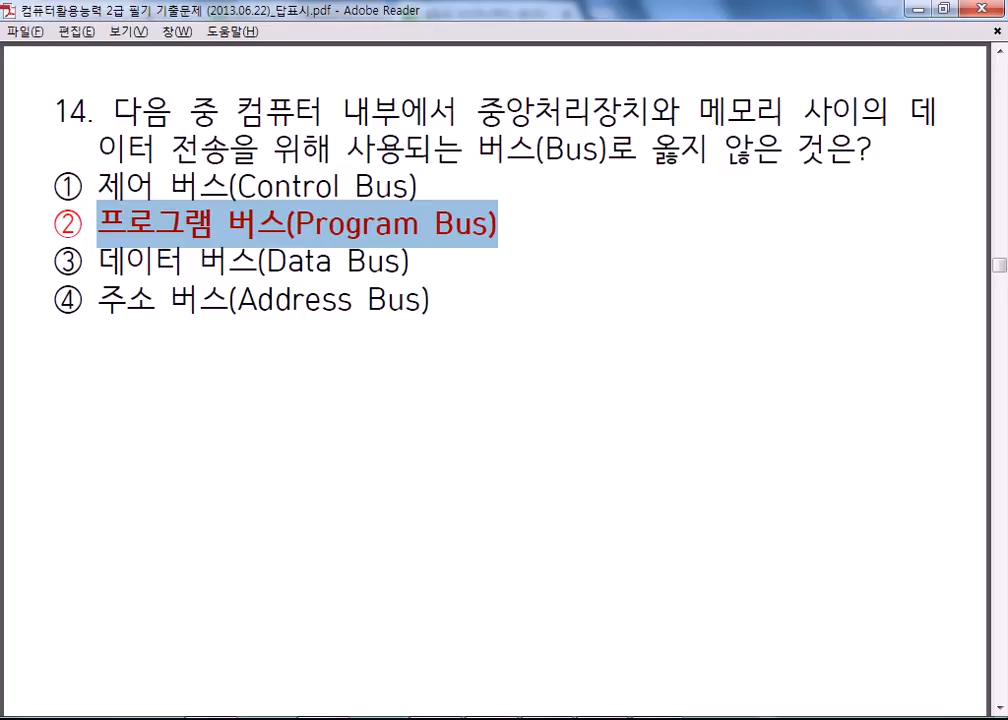 컴퓨터활용능력 2급 필기 기출문제 (2013.06.22)_답표시.pdf - Adobe Reader
파일(F) 편집(E) 보기(V) 창(W) 도움말(H)
14. 다음 중 컴퓨터 내부에서 중앙처리장치와 메모리 사이의 데
이터 전송을 위해 사용되는 버스(Bus)로 옳지 않은 것은?
① 제어 버스(Control Bus)
② 프로그램 버스(Program Bus)
③ 데이터 버스(Data Bus)
④ 주소 버스(Address Bus)